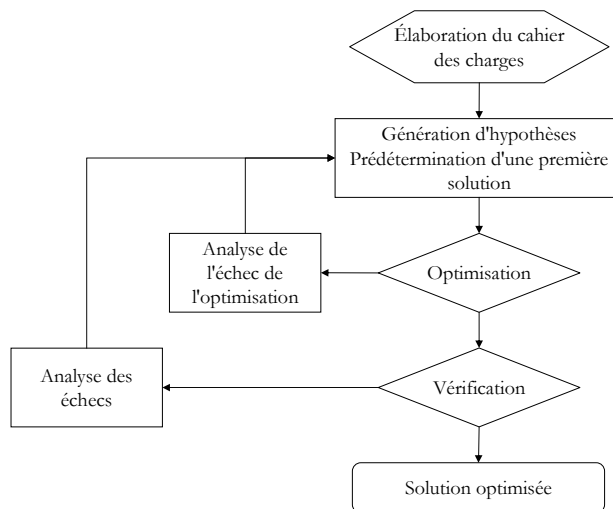 Élaboration du cahier
des charges
Génération d'hypothèses
Prédétermination d'une première
solution
Analyse de
l'échec de
l'optimisation
Optimisation
Analyse des
échecs
Vérification
Solution optimisée